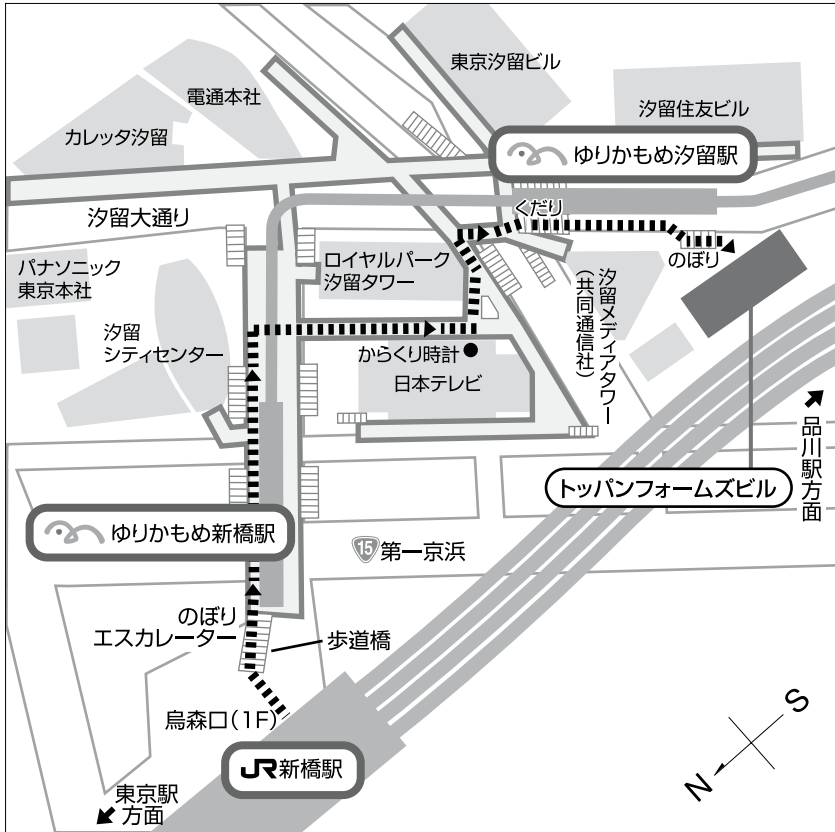 東京汐留ビル
電通本社
汐留住友ビル
カレッタ汐留
ゆりかもめ汐留駅
くだり
汐留大通り
のぼり
パナソニック
東京本社
ロイヤルパーク
汐留タワー
汐留メディアタワー
(共同通信社)
汐留
シティセンター
からくり時計
日本テレビ
品川駅方面
トッパンフォームズビル
ゆりかもめ新橋駅
15 第一京浜
のぼり
エスカレーター
歩道橋
烏森口(1F)
JR新橋駅
S
N
東京駅
方面